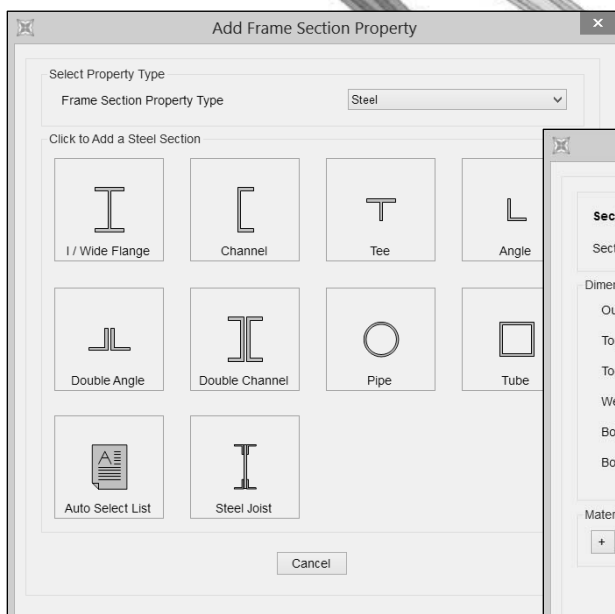 Add Frame Section Property
×
Select Property Type
Frame Section Property Type
Steel
Click to Add a Steel Section
I / Wide Flange
Channel
Tee
Angle
Double Angle
Double Channel
Pipe
Tube
Auto Select List
Steel Joist
Cancel
+